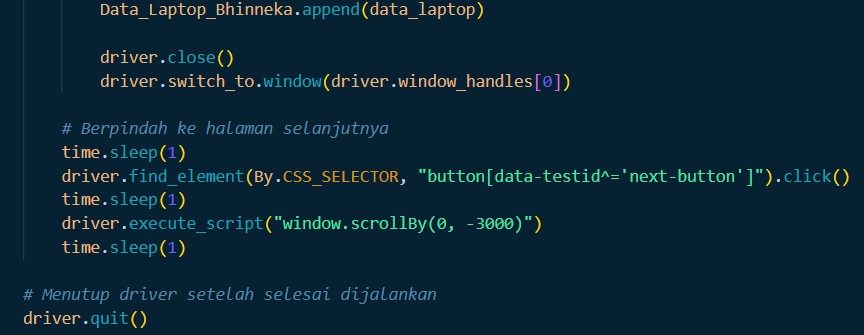 Data_Laptop_Bhinneka.append(data_laptop)
driver.close()
driver.switch_to.window(driver.window_handles[0])
# Berpindah ke halaman selanjutnya
time.sleep(1)
driver.find_element(By.CSS_SELECTOR, "button[data-testid^='next-button']").click()
time.sleep(1)
driver.execute_script("window.scrollBy(0, -3000)")
time.sleep(1)
# Menutup driver setelah selesai dijalankan
driver.quit()